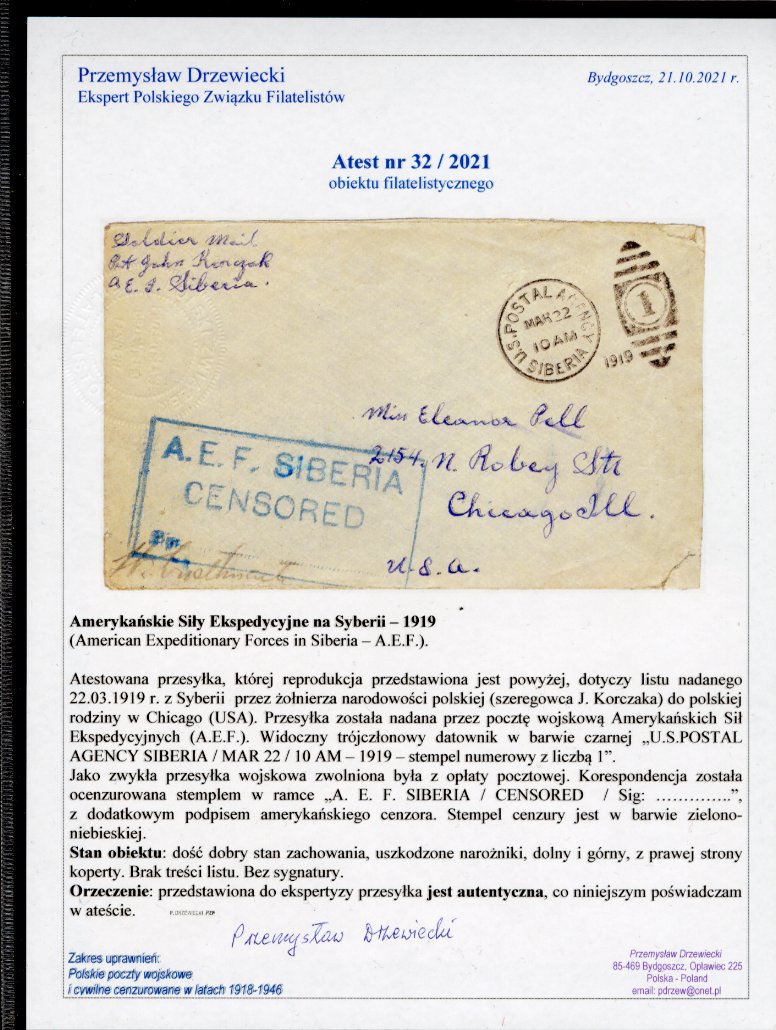 Przemysław Drzewiecki
Ekspert Polskiego Związku Filatelistów
Bydgoszcz, 21.10.2021 r.
Atest nr 32 / 2021
obiektu filatelistycznego
Soldier Mail
Pvt John Korczak
A. E. F. Siberia.
U.S. POSTAL AGENCY
MAR 22
10 AM
SIBERIA
1919
1
Miss Eleanor Pell
2154. N. Robey Str
Chicago Ill.
U. S. A.
A. E. F. SIBERIA
CENSORED
Amerykańskie Siły Ekspedycyjne na Syberii – 1919
(American Expeditionary Forces in Siberia – A.E.F.).
Atestowana przesyłka, której reprodukcja przedstawiona jest powyżej, dotyczy listu nadanego
22.03.1919 r. z Syberii przez żołnierza narodowości polskiej (szeregowca J. Korczaka) do polskiej
rodziny w Chicago (USA). Przesyłka została nadana przez pocztę wojskową Amerykańskich Sił
Ekspedycyjnych (A.E.F.). Widoczny trójczłonowy datownik w barwie czarnej „U.S.POSTAL
AGENCY SIBERIA / MAR 22 / 10 AM – 1919 – stempel numerowy z liczbą 1”.
Jako zwykła przesyłka wojskowa zwolniona była z opłaty pocztowej. Korespondencja została
ocenzurowana stemplem w ramce „A. E. F. SIBERIA / CENSORED / Sig: …………..”,
z dodatkowym podpisem amerykańskiego cenzora. Stempel cenzury jest w barwie zielono-
niebieskiej.
Stan obiektu: dość dobry stan zachowania, uszkodzone narożniki, dolny i górny, z prawej strony
koperty. Brak treści listu. Bez sygnatury.
Orzeczenie: przedstawiona do ekspertyzy przesyłka jest autentyczna, co niniejszym poświadczam
w ateście.
P.DRZEWIECKI PZF
Przemysław Drzewiecki
Zakres uprawnień:
Polskie poczty wojskowe
i cywilne cenzurowane w latach 1918-1946
Przemysław Drzewiecki
85-469 Bydgoszcz, Opławiec 225
Polska - Poland
email: pdrzew@onet.pl